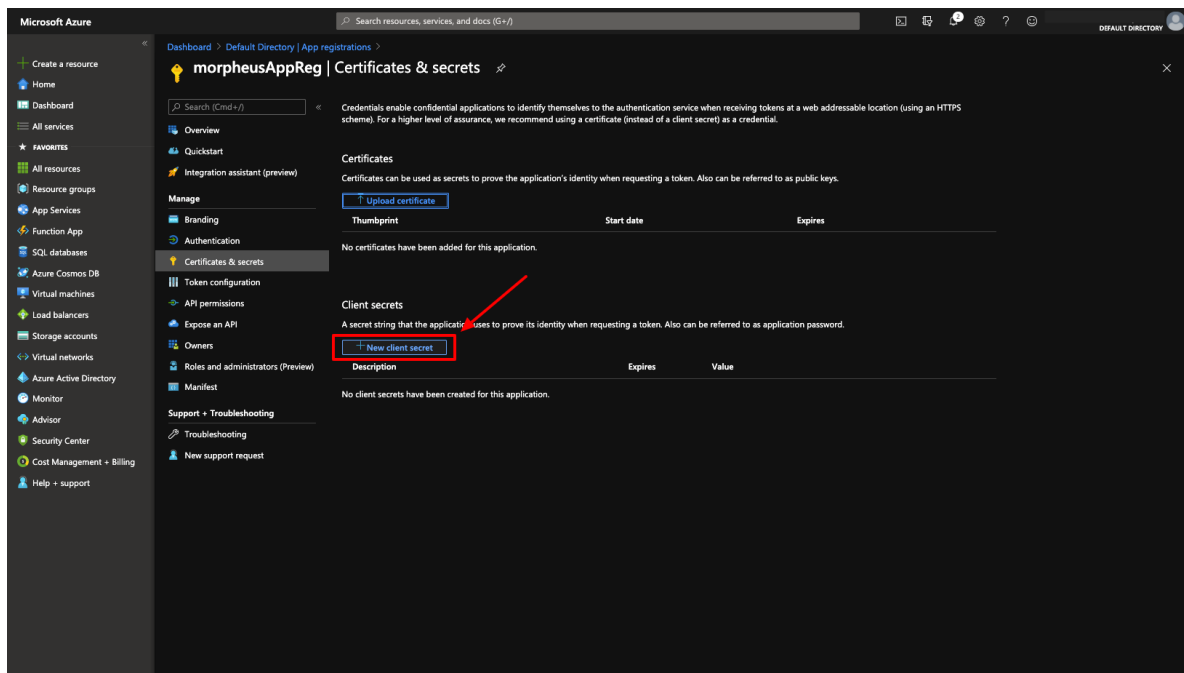 Microsoft Azure
Search resources, services, and docs (G+/)
2
?
DEFAULT DIRECTORY
«
Create a resource
Home
Dashboard
All services
FAVORITES
All resources
Resource groups
App Services
Function App
SQL databases
Azure Cosmos DB
Virtual machines
Load balancers
Storage accounts
Virtual networks
Azure Active Directory
Monitor
Advisor
Security Center
Cost Management + Billing
Help + support
Dashboard > Default Directory | App registrations >
morpheusAppReg | Certificates & secrets
Search (Cmd+/)
«
Overview
Quickstart
Integration assistant (preview)
Manage
Branding
Authentication
Certificates & secrets
Token configuration
API permissions
Expose an API
Owners
Roles and administrators (Preview)
Manifest
Support + Troubleshooting
Troubleshooting
New support request
Credentials enable confidential applications to identify themselves to the authentication service when receiving tokens at a web addressable location (using an HTTPS
scheme). For a higher level of assurance, we recommend using a certificate (instead of a client secret) as a credential.
Certificates
Certificates can be used as secrets to prove the application's identity when requesting a token. Also can be referred to as public keys.
Upload certificate
Thumbprint Start date Expires
No certificates have been added for this application.
Client secrets
A secret string that the application uses to prove its identity when requesting a token. Also can be referred to as application password.
New client secret
Description Expires Value
No client secrets have been created for this application.